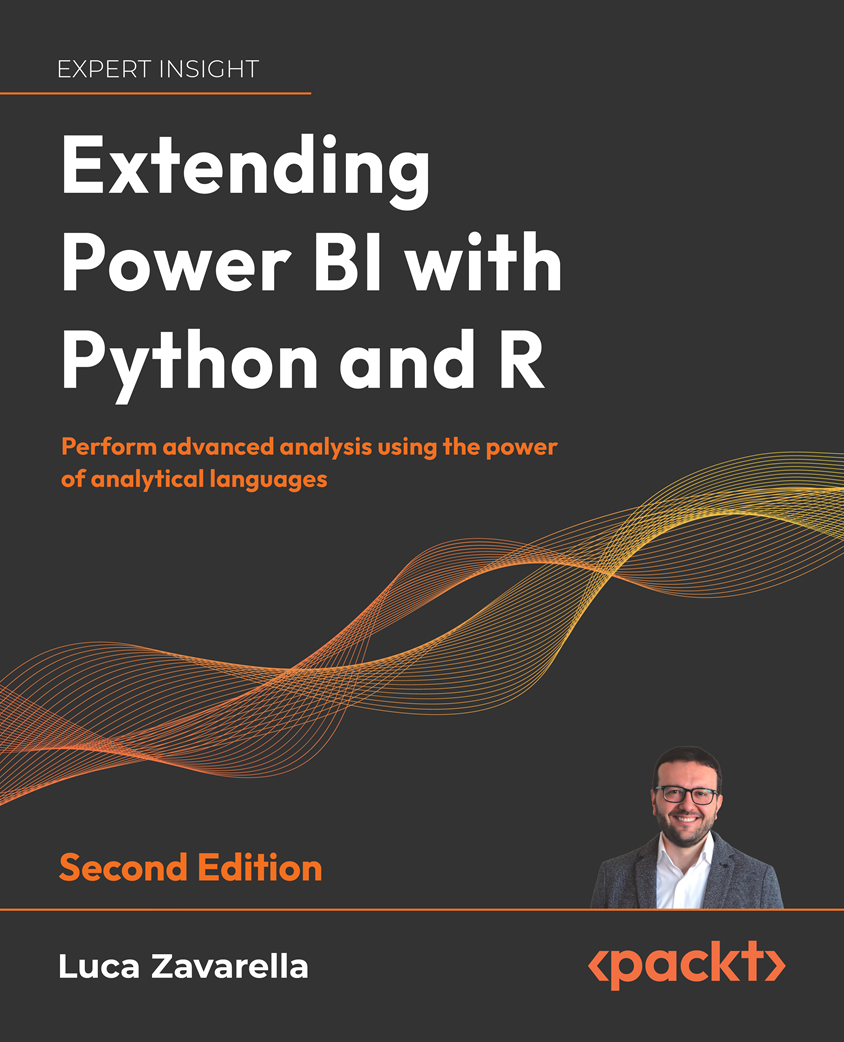 EXPERT INSIGHT
Extending
Power BI with
Python and R
Perform advanced analysis using the power
of analytical languages
Second Edition
Luca Zavarella
<packt>